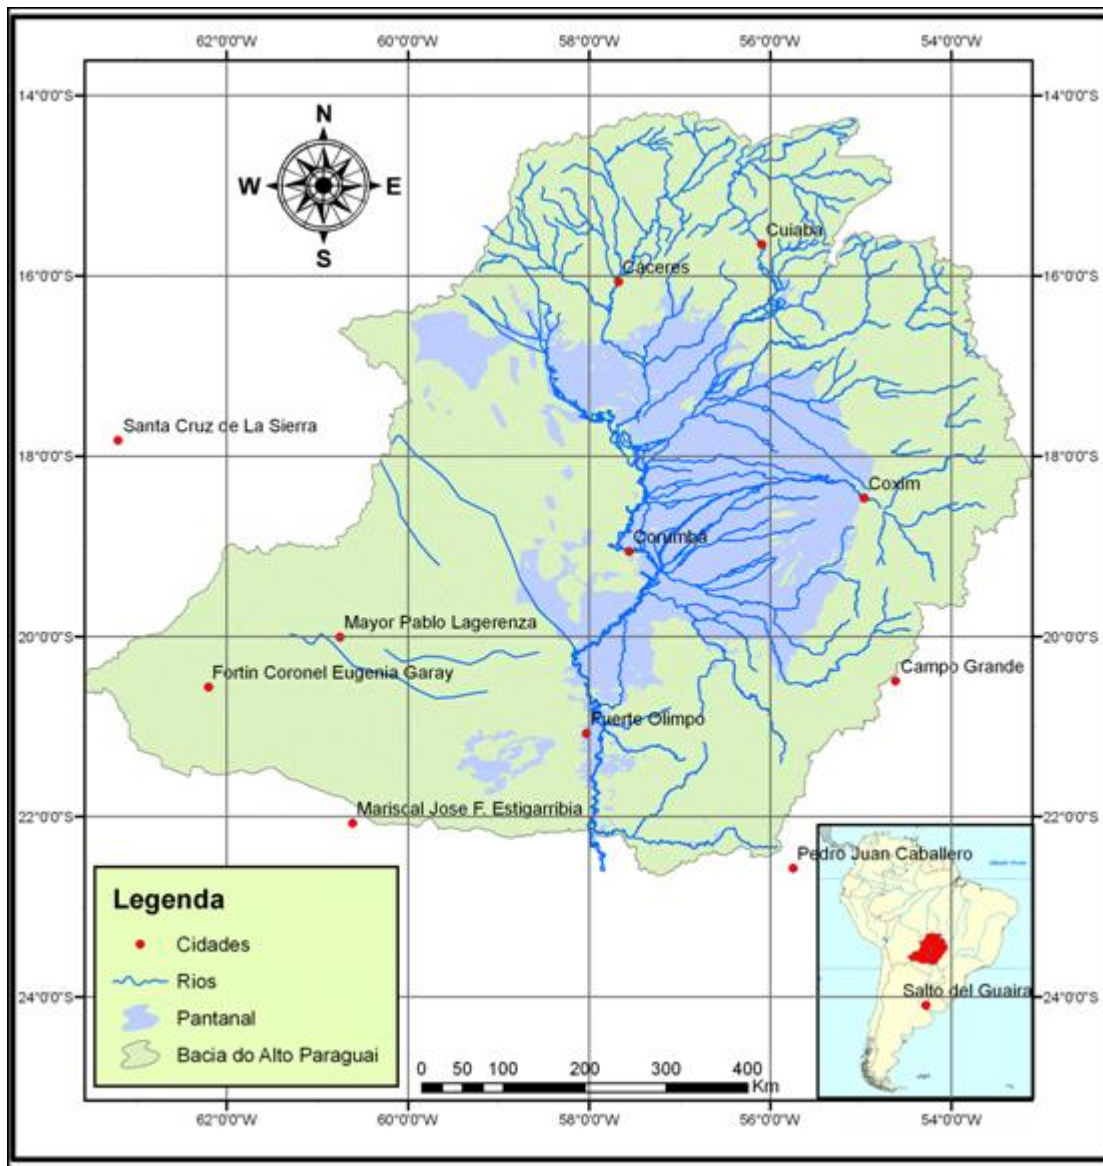 62°0'0"W 60°0'0"W 58°0'0"W 56°0'0"W 54°0'0"W
14°0'0"S 14°0'0"S
N
W E
S
Cuiaba
Caceres
16°0'0"S 16°0'0"S
Santa Cruz de La Sierra
18°0'0"S 18°0'0"S
Coxim
Corumba
Mayor Pablo Lagerenza
20°0'0"S 20°0'0"S
Fortin Coronel Eugenia Garay
Campo Grande
Fuerte Olimpo
Mariscal Jose F. Estigarribia
22°0'0"S 22°0'0"S
Pedro Juan Caballero
Legenda
Cidades
Rios
Pantanal
Bacia do Alto Paraguai
Salto del Guaira
24°0'0"S 24°0'0"S
0 50 100 200 300 400
Km
62°0'0"W 60°0'0"W 58°0'0"W 56°0'0"W 54°0'0"W